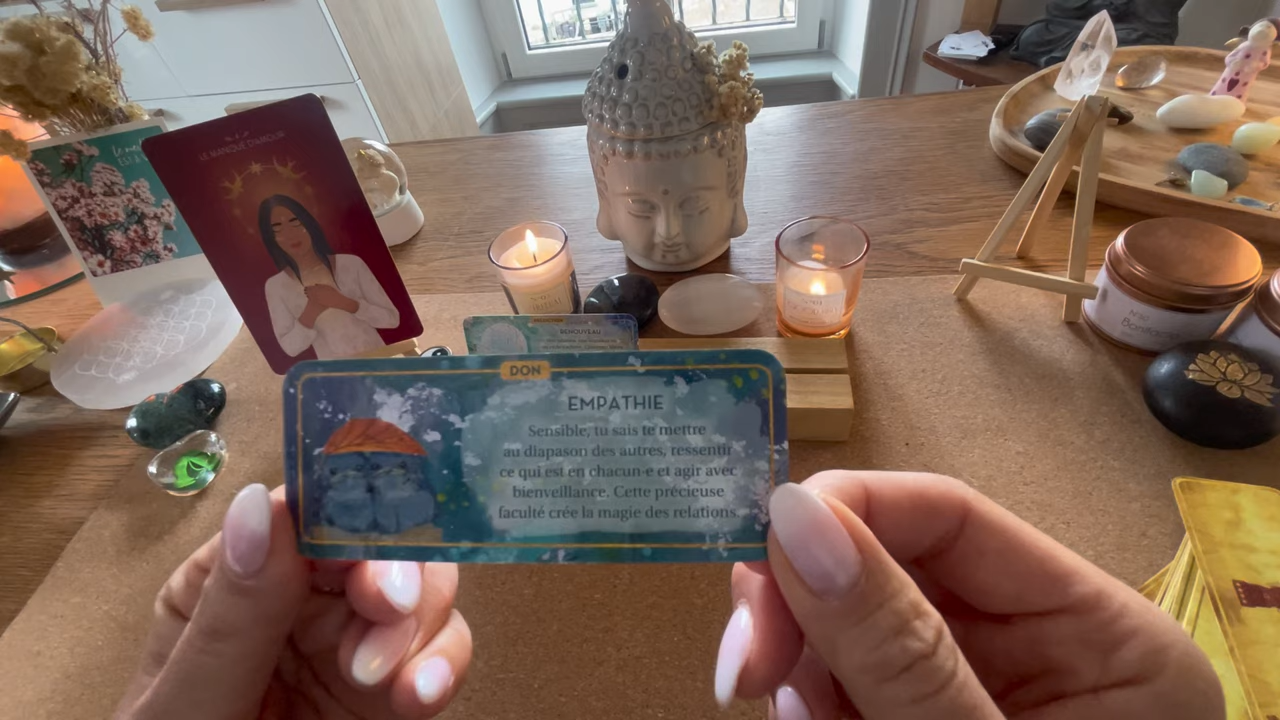 LE MANQUE D'AMOUR
RENOUVEAU
DON
EMPATHIE
Sensible, tu sais te mettre
au diapason des autres, ressentir
ce qui est en chacun-e et agir avec
bienveillance. Cette précieuse
faculté crée la magie des relations.